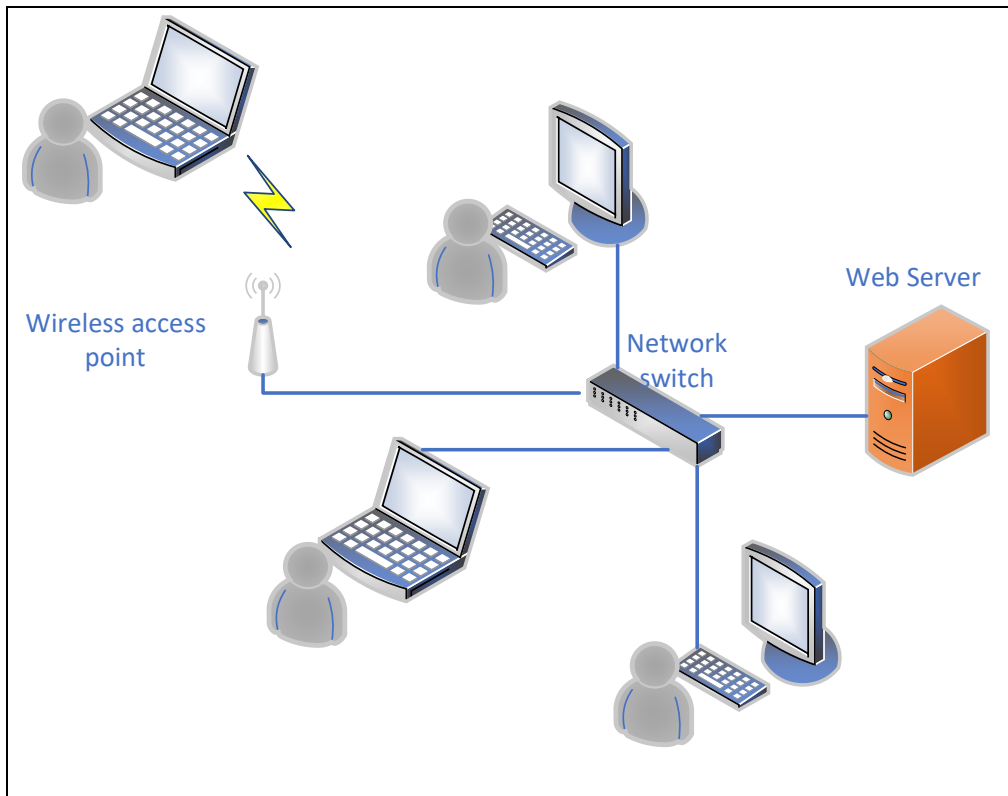 Web Server
Wireless access
point
Network
switch